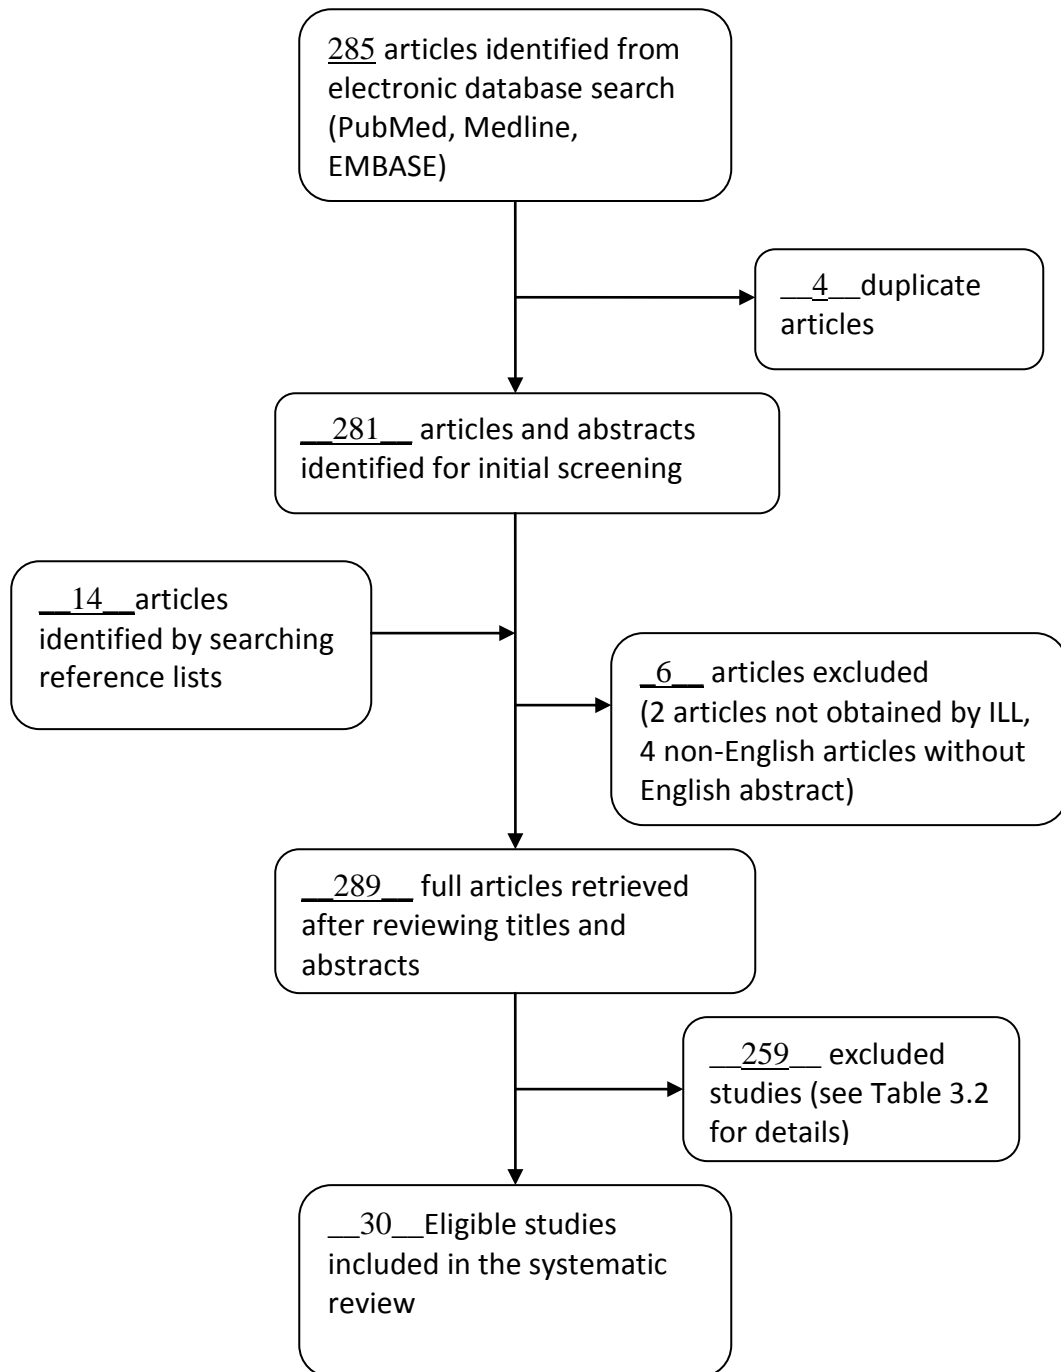 285 articles identified from
electronic database search
(PubMed, Medline,
EMBASE)
__4__duplicate
articles
__281__ articles and abstracts
identified for initial screening
__14__articles
identified by searching
reference lists
_6__ articles excluded
(2 articles not obtained by ILL,
4 non-English articles without
English abstract)
__289__ full articles retrieved
after reviewing titles and
abstracts
__259__ excluded
studies (see Table 3.2
for details)
__30__Eligible studies
included in the systematic
review